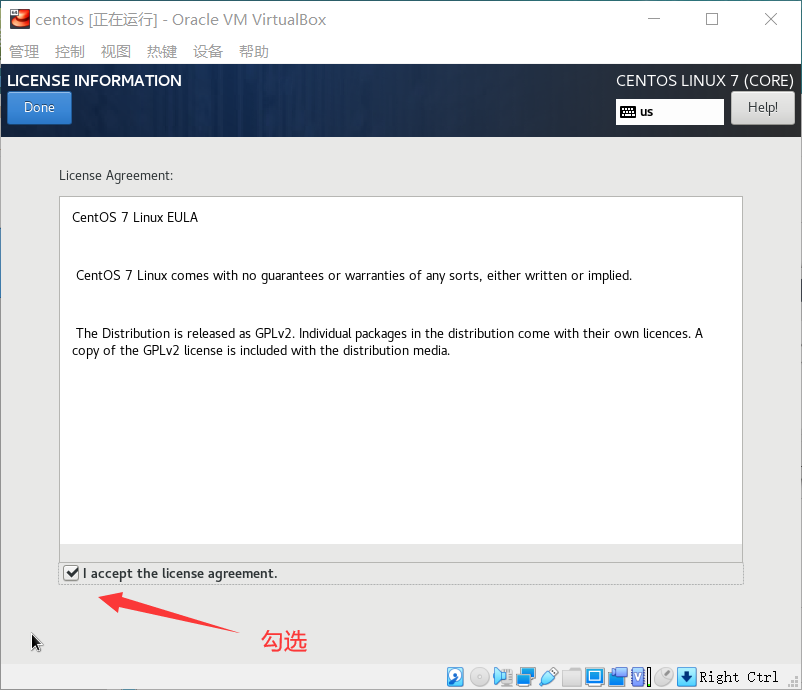 centos [正在运行] - Oracle VM VirtualBox
管理 控制 视图 热键 设备 帮助
LICENSE INFORMATION
CENTOS LINUX 7 (CORE)
Done
us
Help!
License Agreement:
CentOS 7 Linux EULA
CentOS 7 Linux comes with no guarantees or warranties of any sorts, either written or implied.
The Distribution is released as GPLv2. Individual packages in the distribution come with their own licences. A
copy of the GPLv2 license is included with the distribution media.
I accept the license agreement.
勾选
Right Ctrl